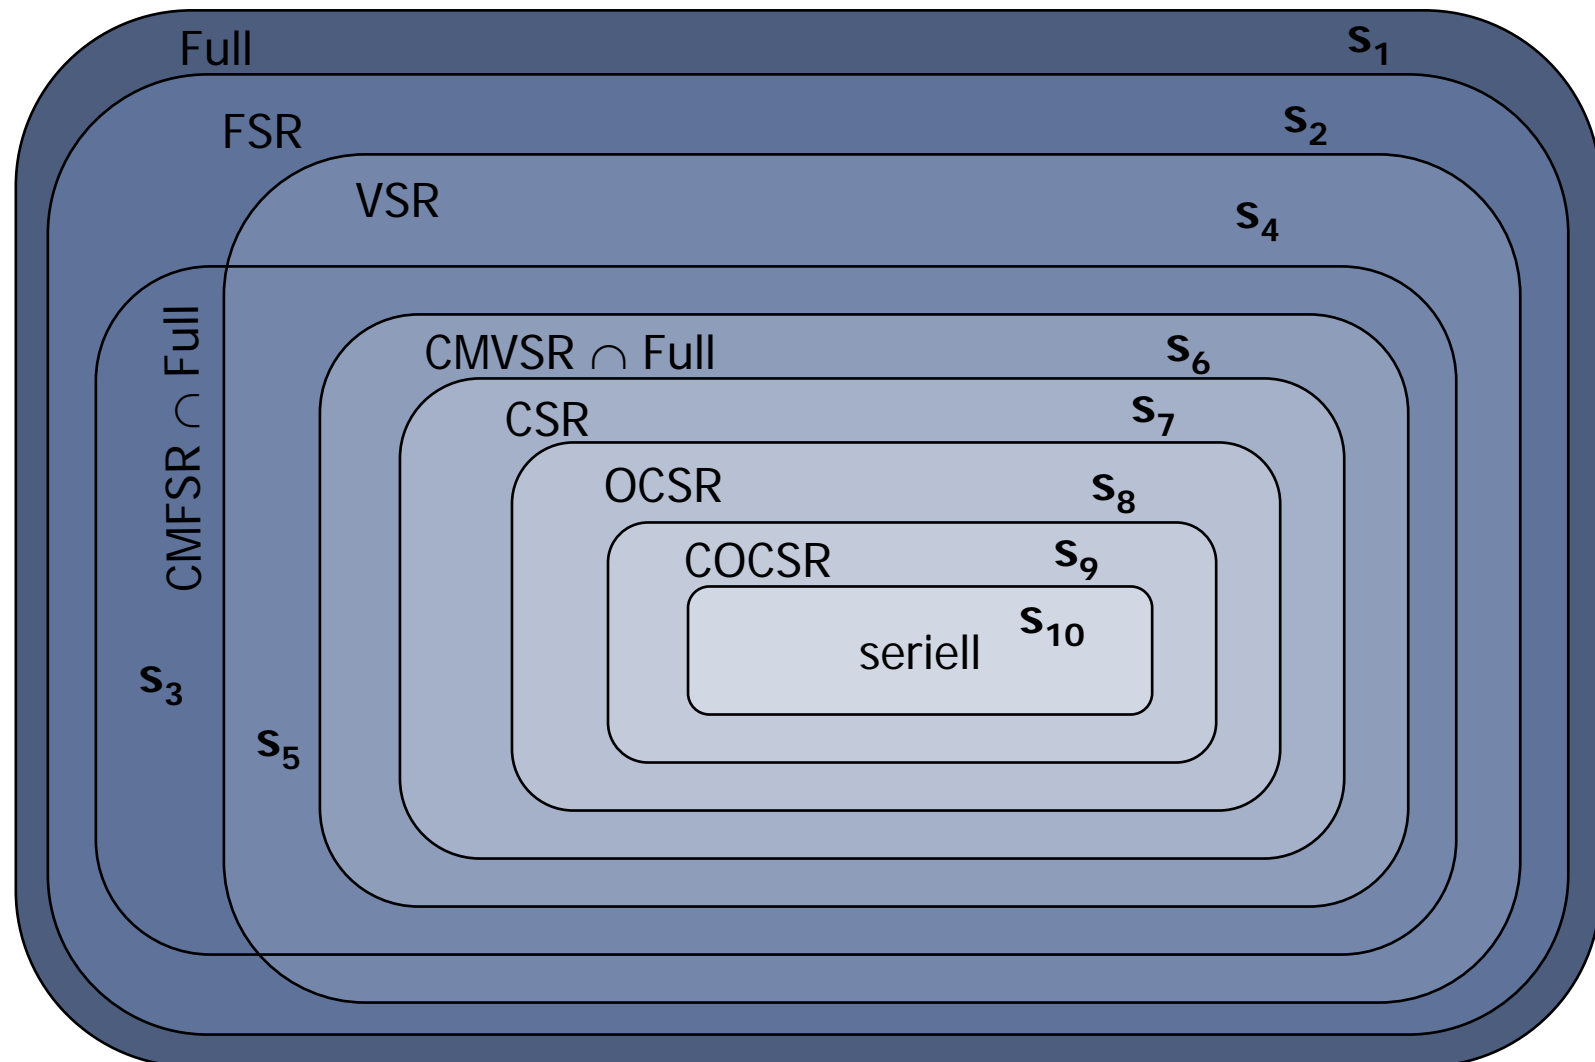 Full s₁
FSR s₂
VSR s₄
CMFSR ∩ Full
CMVSR ∩ Full s₆
CSR s₇
OCSR s₈
COCSR s₉
seriell s₁₀
s₃
s₅